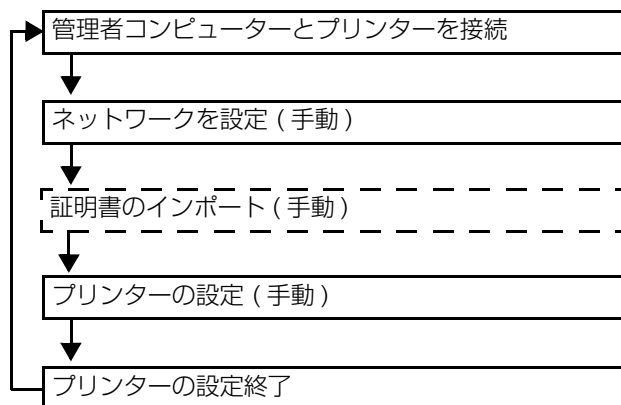 管理者コンピューターとプリンターを接続
ネットワークを設定 ( 手動 )
証明書のインポート ( 手動 )
プリンターの設定 ( 手動 )
プリンターの設定終了